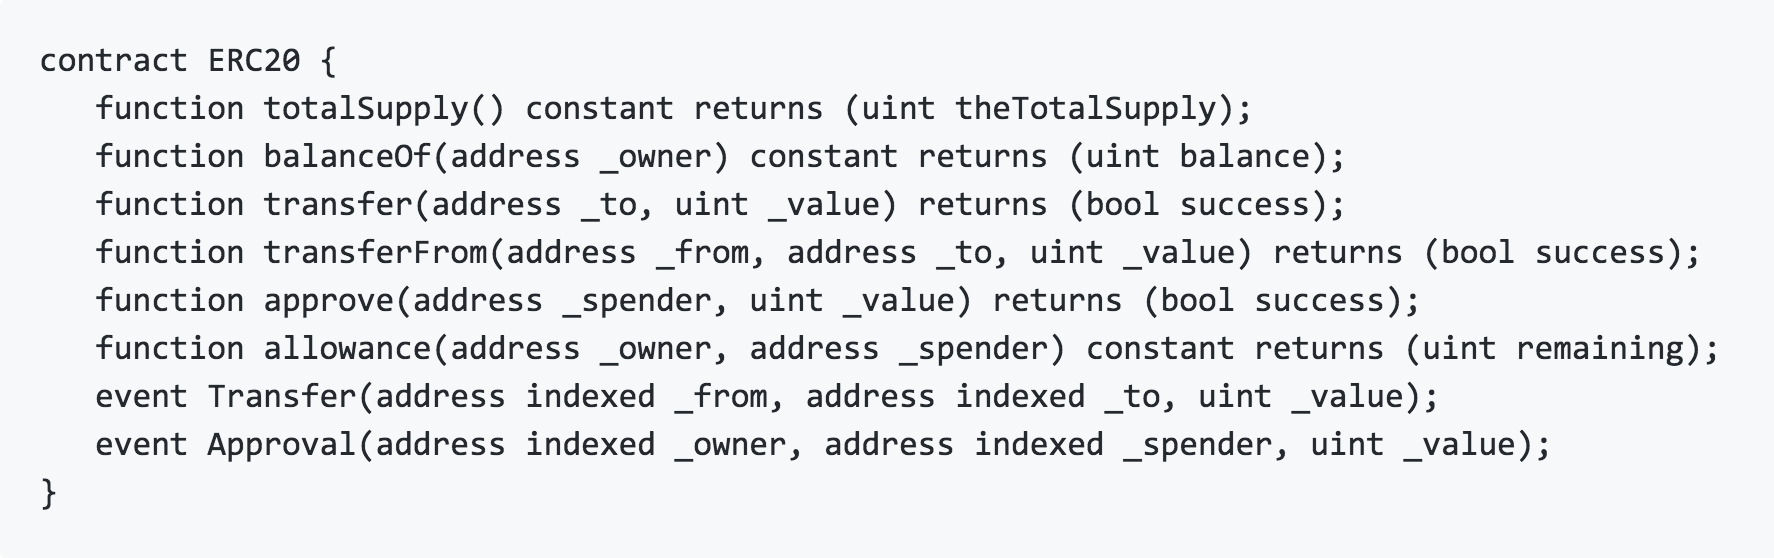 contract ERC20 {
   function totalSupply() constant returns (uint theTotalSupply);
   function balanceOf(address _owner) constant returns (uint balance);
   function transfer(address _to, uint _value) returns (bool success);
   function transferFrom(address _from, address _to, uint _value) returns (bool success);
   function approve(address _spender, uint _value) returns (bool success);
   function allowance(address _owner, address _spender) constant returns (uint remaining);
   event Transfer(address indexed _from, address indexed _to, uint _value);
   event Approval(address indexed _owner, address indexed _spender, uint _value);
}